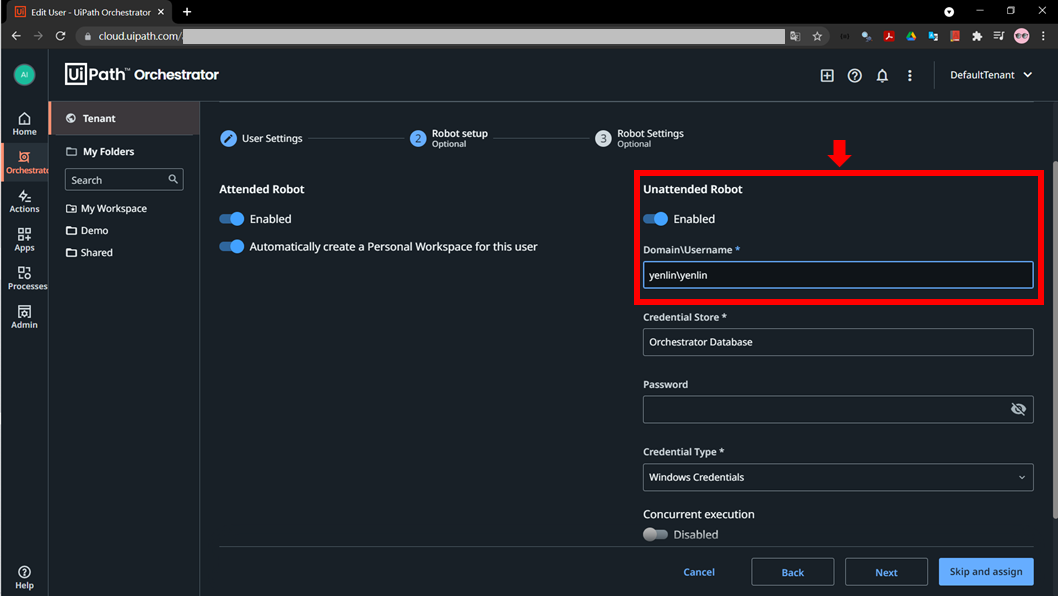 Edit User - UiPath Orchestrator
cloud.uipath.com/
AI
UiPath™ Orchestrator
DefaultTenant
Home
Orchestrato
Actions
Apps
Processes
Admin
Help
Tenant
My Folders
Search
My Workspace
Demo
Shared
User Settings
2 Robot setup
Optional
3 Robot Settings
Optional
Attended Robot
Enabled
Automatically create a Personal Workspace for this user
Unattended Robot
Enabled
Domain\Username *
yenlin\yenlin
Credential Store *
Orchestrator Database
Password
Credential Type *
Windows Credentials
Concurrent execution
Disabled
Cancel
Back
Next
Skip and assign